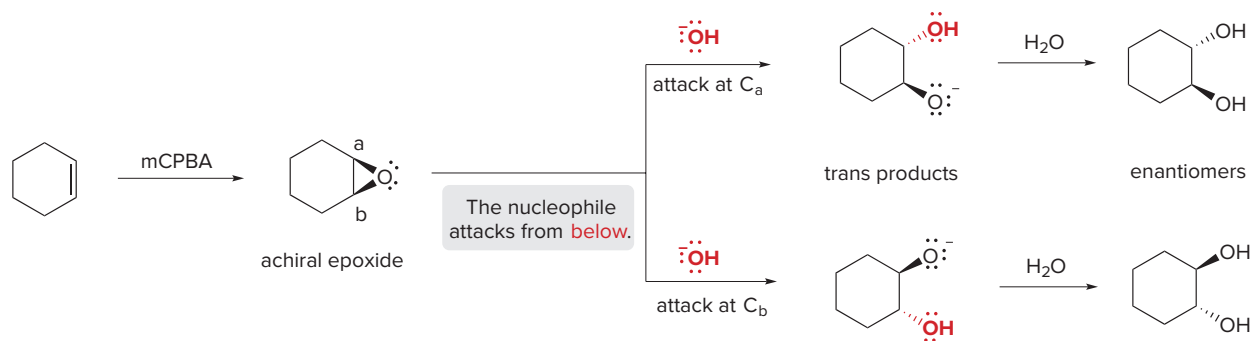 mCPBA
a
O
b
achiral epoxide
The nucleophile
attacks from below.
⁻OH
attack at Cₐ
OH
O⁻
trans products
H₂O
OH
OH
enantiomers
⁻OH
attack at C_b
O⁻
OH
H₂O
OH
OH